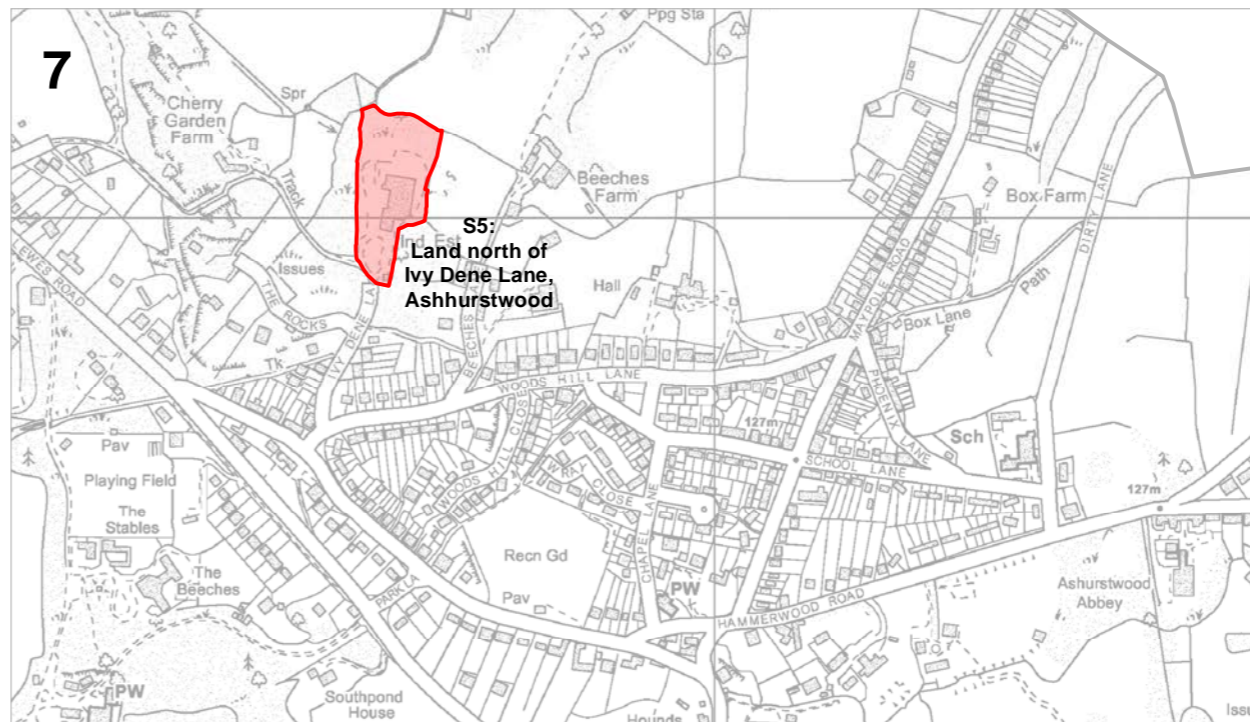 7
Ppg Sta
Spr
Cherry
Garden
Farm
Track
Beeches
Farm
Box Farm
DIRTY LANE
S5:
Land north of
Ivy Dene Lane,
Ashhurstwood
Ind. Est
LEWES ROAD
Issues
THE ROCKS
IVY DENE LA
BEECHES LA
Hall
MAYPOLE ROAD
Path
Box Lane
Tk
WOODS HILL LANE
PHOENIX LANE
127m
Sch
SCHOOL LANE
Pav
Playing Field
The
Stables
WOODS HILL CLOSE
WRAY CLOSE
CHAPEL LANE
127m
Recn Gd
The
Beeches
PARK LA
Pav
PW
HAMMERWOOD ROAD
Ashurstwood
Abbey
PW
Southpond
House
Hounds
Issu